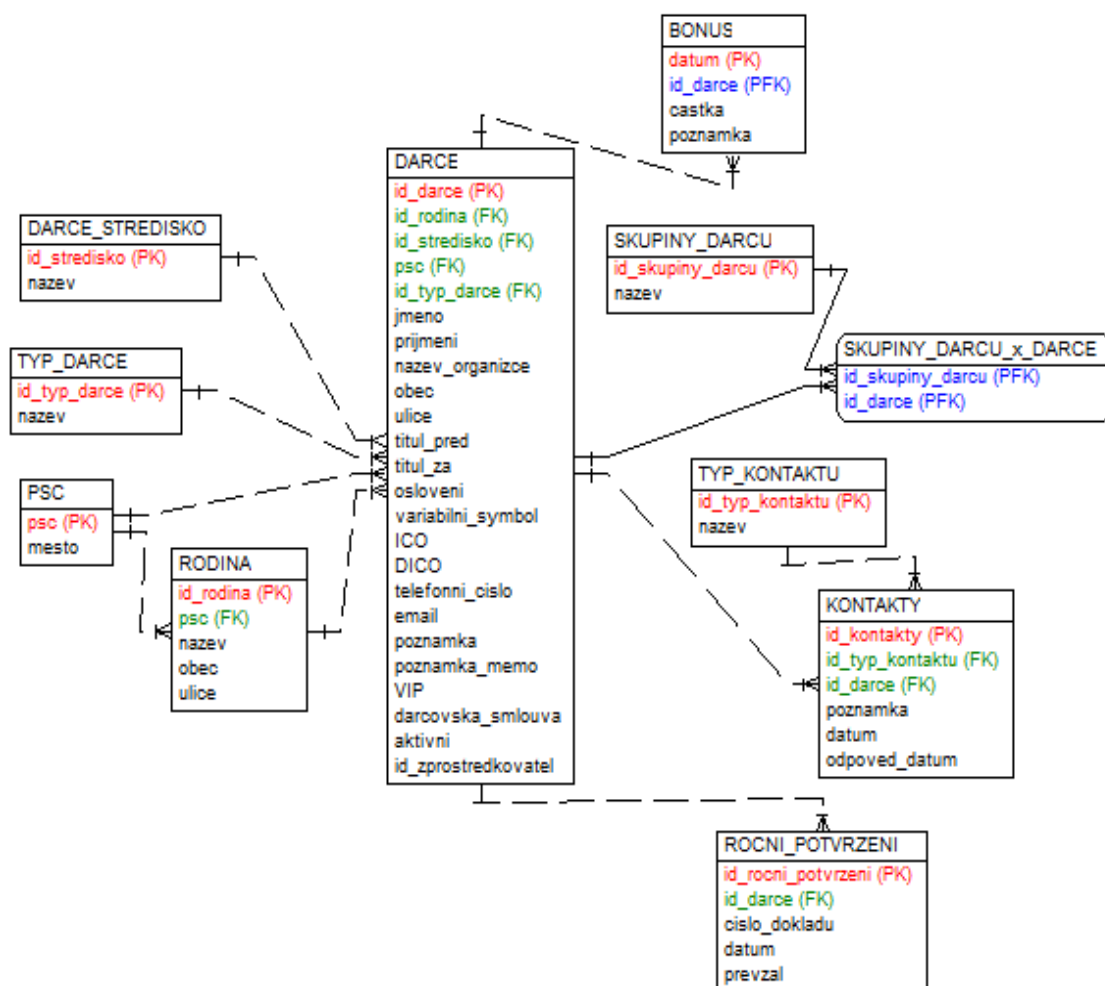 BONUS
datum (PK)
id_darce (PFK)
castka
poznamka
DARCE
id_darce (PK)
id_rodina (FK)
id_stredisko (FK)
psc (FK)
id_typ_darce (FK)
jmeno
prijmeni
nazev_organizce
obec
ulice
titul_pred
titul_za
osloveni
variabilni_symbol
ICO
DICO
telefonni_cislo
email
poznamka
poznamka_memo
VIP
darcovska_smlouva
aktivni
id_zprostredkovatel
DARCE_STREDISKO
id_stredisko (PK)
nazev
TYP_DARCE
id_typ_darce (PK)
nazev
PSC
psc (PK)
mesto
RODINA
id_rodina (PK)
psc (FK)
nazev
obec
ulice
SKUPINY_DARCU
id_skupiny_darcu (PK)
nazev
SKUPINY_DARCU_x_DARCE
id_skupiny_darcu (PFK)
id_darce (PFK)
TYP_KONTAKTU
id_typ_kontaktu (PK)
nazev
KONTAKTY
id_kontakty (PK)
id_typ_kontaktu (FK)
id_darce (FK)
poznamka
datum
odpoved_datum
ROCNI_POTVRZENI
id_rocni_potvrzeni (PK)
id_darce (FK)
cislo_dokladu
datum
prevzal